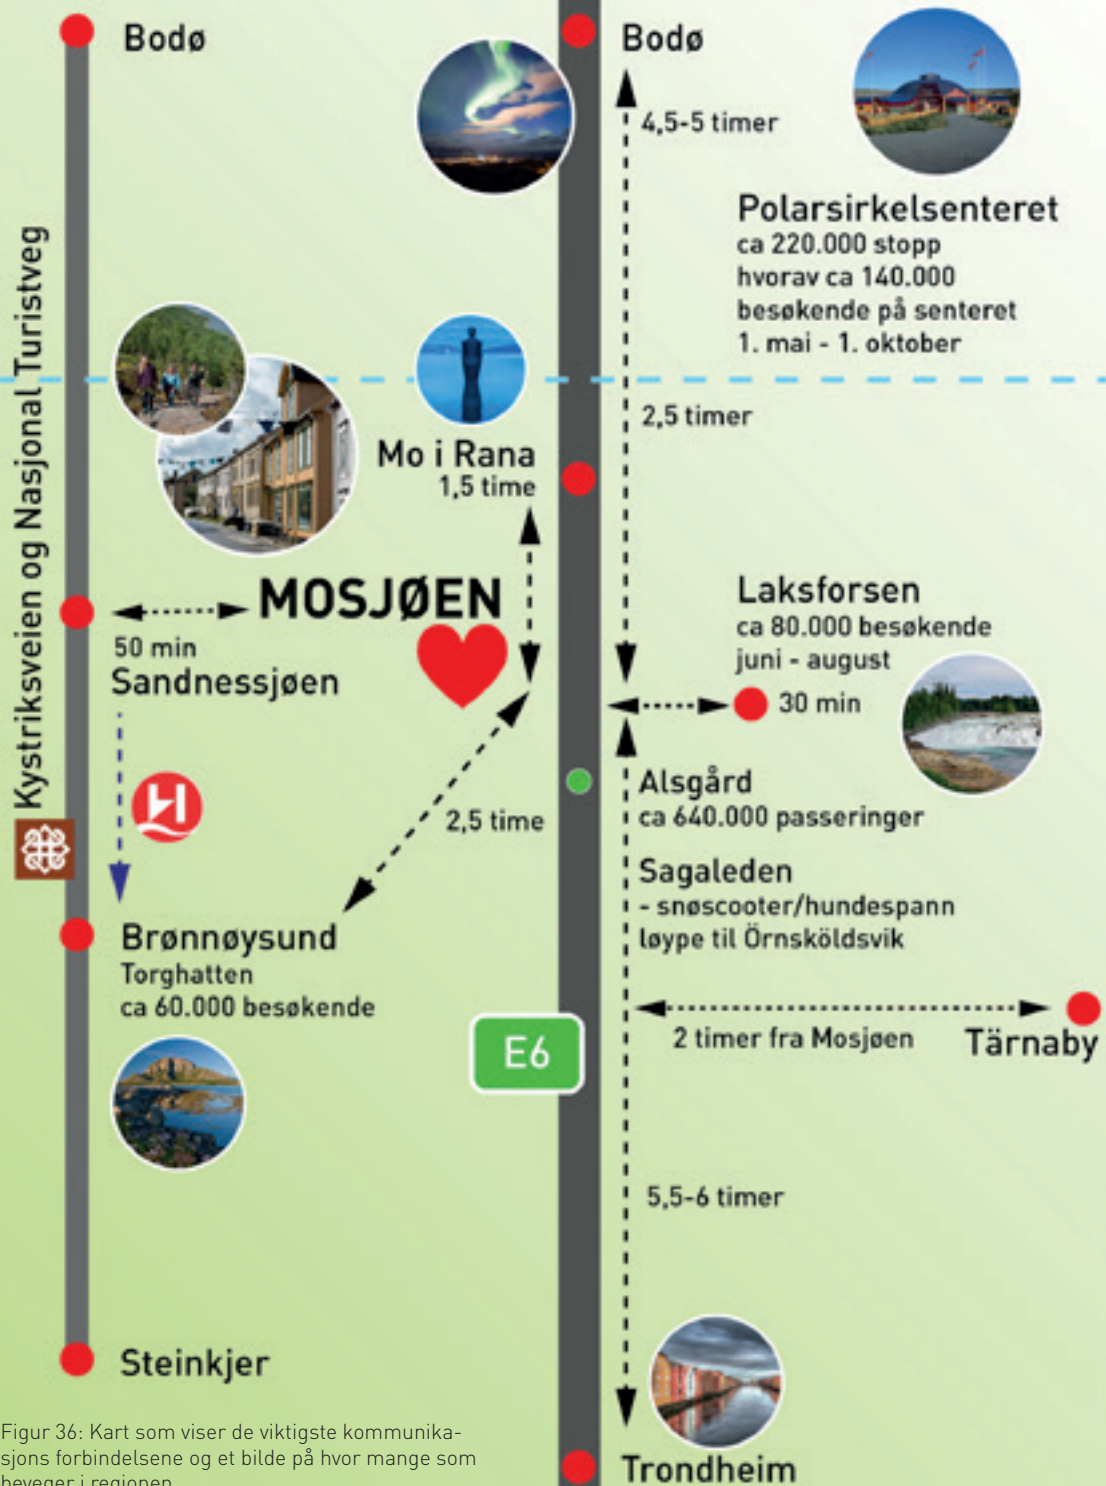 Bodø
Kystriksveien og Nasjonal Turistveg
Bodø
4,5-5 timer
Polarsirkelsenteret
ca 220.000 stopp
hvorav ca 140.000
besøkende på senteret
1. mai - 1. oktober
2,5 timer
Mo i Rana
1,5 time
MOSJØEN
50 min
Sandnessjøen
Laksforsen
ca 80.000 besøkende
juni - august
30 min
Alsgård
ca 640.000 passeringer
2,5 time
Sagaleden
- snøscooter/hundespann
løype til Örnsköldsvik
Brønnøysund
Torghatten
ca 60.000 besøkende
2 timer fra Mosjøen
Tärnaby
E6
5,5-6 timer
Steinkjer
Trondheim
Figur 36: Kart som viser de viktigste kommunika-
sjons forbindelsene og et bilde på hvor mange som
beveger i regionen